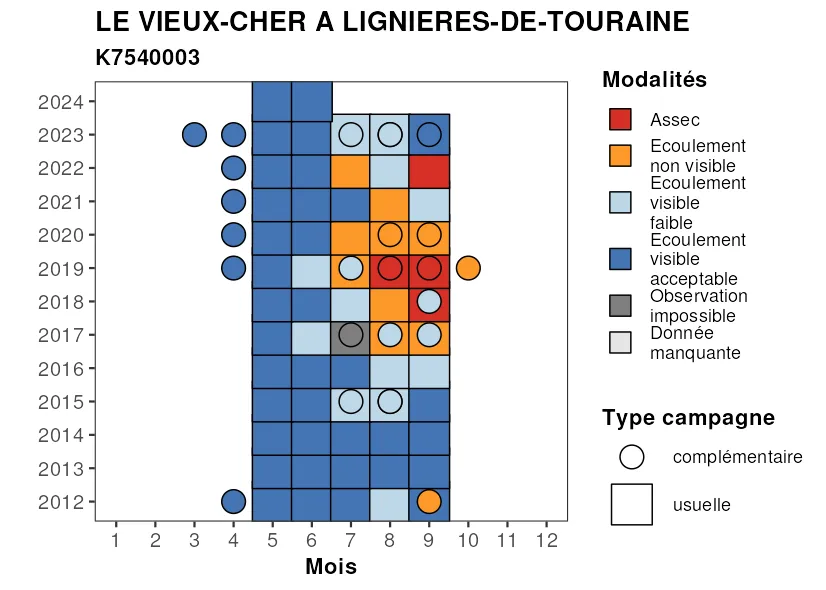 LE VIEUX-CHER A LIGNIERES-DE-TOURAINE
K7540003
2024
2023
2022
2021
2020
2019
2018
2017
2016
2015
2014
2013
2012
1 2 3 4 5 6 7 8 9 10 11 12
Mois
Modalités
Assec
Ecoulement
non visible
Ecoulement
visible
faible
Ecoulement
visible
acceptable
Observation
impossible
Donnée
manquante
Type campagne
complémentaire
usuelle